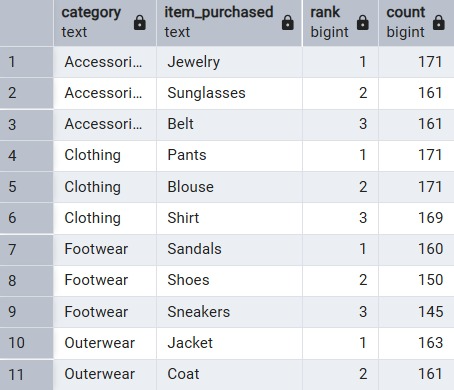 category item_purchased rank count
text text bigint bigint
1 Accessori... Jewelry 1 171
2 Accessori... Sunglasses 2 161
3 Accessori... Belt 3 161
4 Clothing Pants 1 171
5 Clothing Blouse 2 171
6 Clothing Shirt 3 169
7 Footwear Sandals 1 160
8 Footwear Shoes 2 150
9 Footwear Sneakers 3 145
10 Outerwear Jacket 1 163
11 Outerwear Coat 2 161